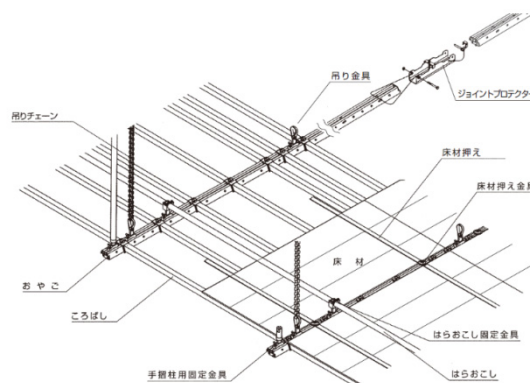 吊り金具
ジョイントプロテクター
吊りチェーン
床材押え
床材押え金具
床材
おやご
ころばし
はらおこし固定金具
手摺柱用固定金具
はらおこし